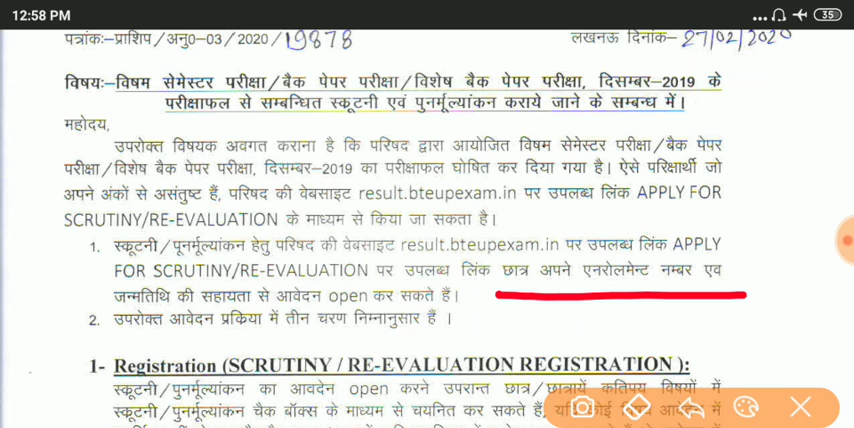 12:58 PM
35
पत्रांकः–प्राशिप/अनु0–03/2020/19878 लखनऊ दिनांक– 27/02/2020
विषयः–विषम सेमेस्टर परीक्षा/बैक पेपर परीक्षा/विशेष बैक पेपर परीक्षा, दिसम्बर–2019 के
परीक्षाफल से सम्बन्धित स्कूटनी एवं पुनर्मूल्यांकन कराये जाने के सम्बन्ध में।
महोदय,
उपरोक्त विषयक अवगत कराना है कि परिषद द्वारा आयोजित विषम सेमेस्टर परीक्षा/बैक पेपर
परीक्षा/विशेष बैक पेपर परीक्षा, दिसम्बर–2019 का परीक्षाफल घोषित कर दिया गया है। ऐसे परिक्षार्थी जो
अपने अंकों से असंतुष्ट हैं, परिषद की वेबसाइट result.bteupexam.in पर उपलब्ध लिंक APPLY FOR
SCRUTINY/RE-EVALUATION के माध्यम से किया जा सकता है।
1. स्कूटनी/पूनर्मूल्यांकन हेतु परिषद की वेबसाइट result.bteupexam.in पर उपलब्ध लिंक APPLY
FOR SCRUTINY/RE-EVALUATION पर उपलब्ध लिंक छात्र अपने एनरोलमेन्ट नम्बर एव
जन्मतिथि की सहायता से आवेदन open कर सकते हैं।
2. उपरोक्त आवेदन प्रकिया में तीन चरण निम्नानुसार हैं ।
1- Registration (SCRUTINY / RE-EVALUATION REGISTRATION ):
स्कूटनी/पुनर्मूल्यांकन का आवदेन open करने उपरान्त छात्र/छात्रायें कतिपय विषयों में
स्कूटनी/पुनर्मूल्यांकन चैक बॉक्स के माध्यम से चयनित कर सकते हैं,